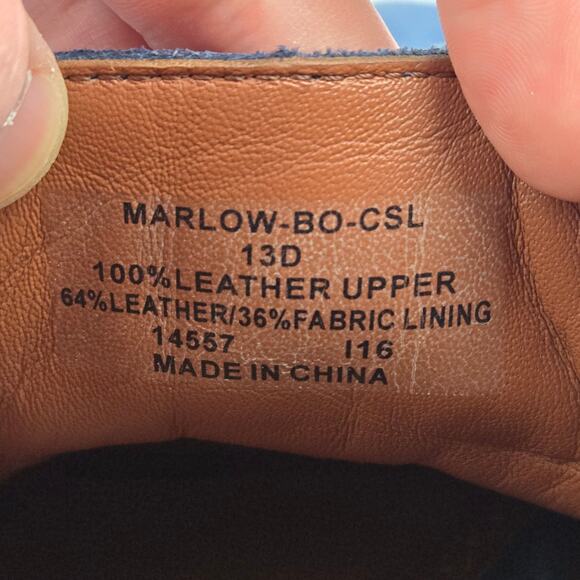 MARLOW-BO-CSL
13D
100%LEATHER UPPER
64%LEATHER/36%FABRIC LINING
14557 I16
MADE IN CHINA